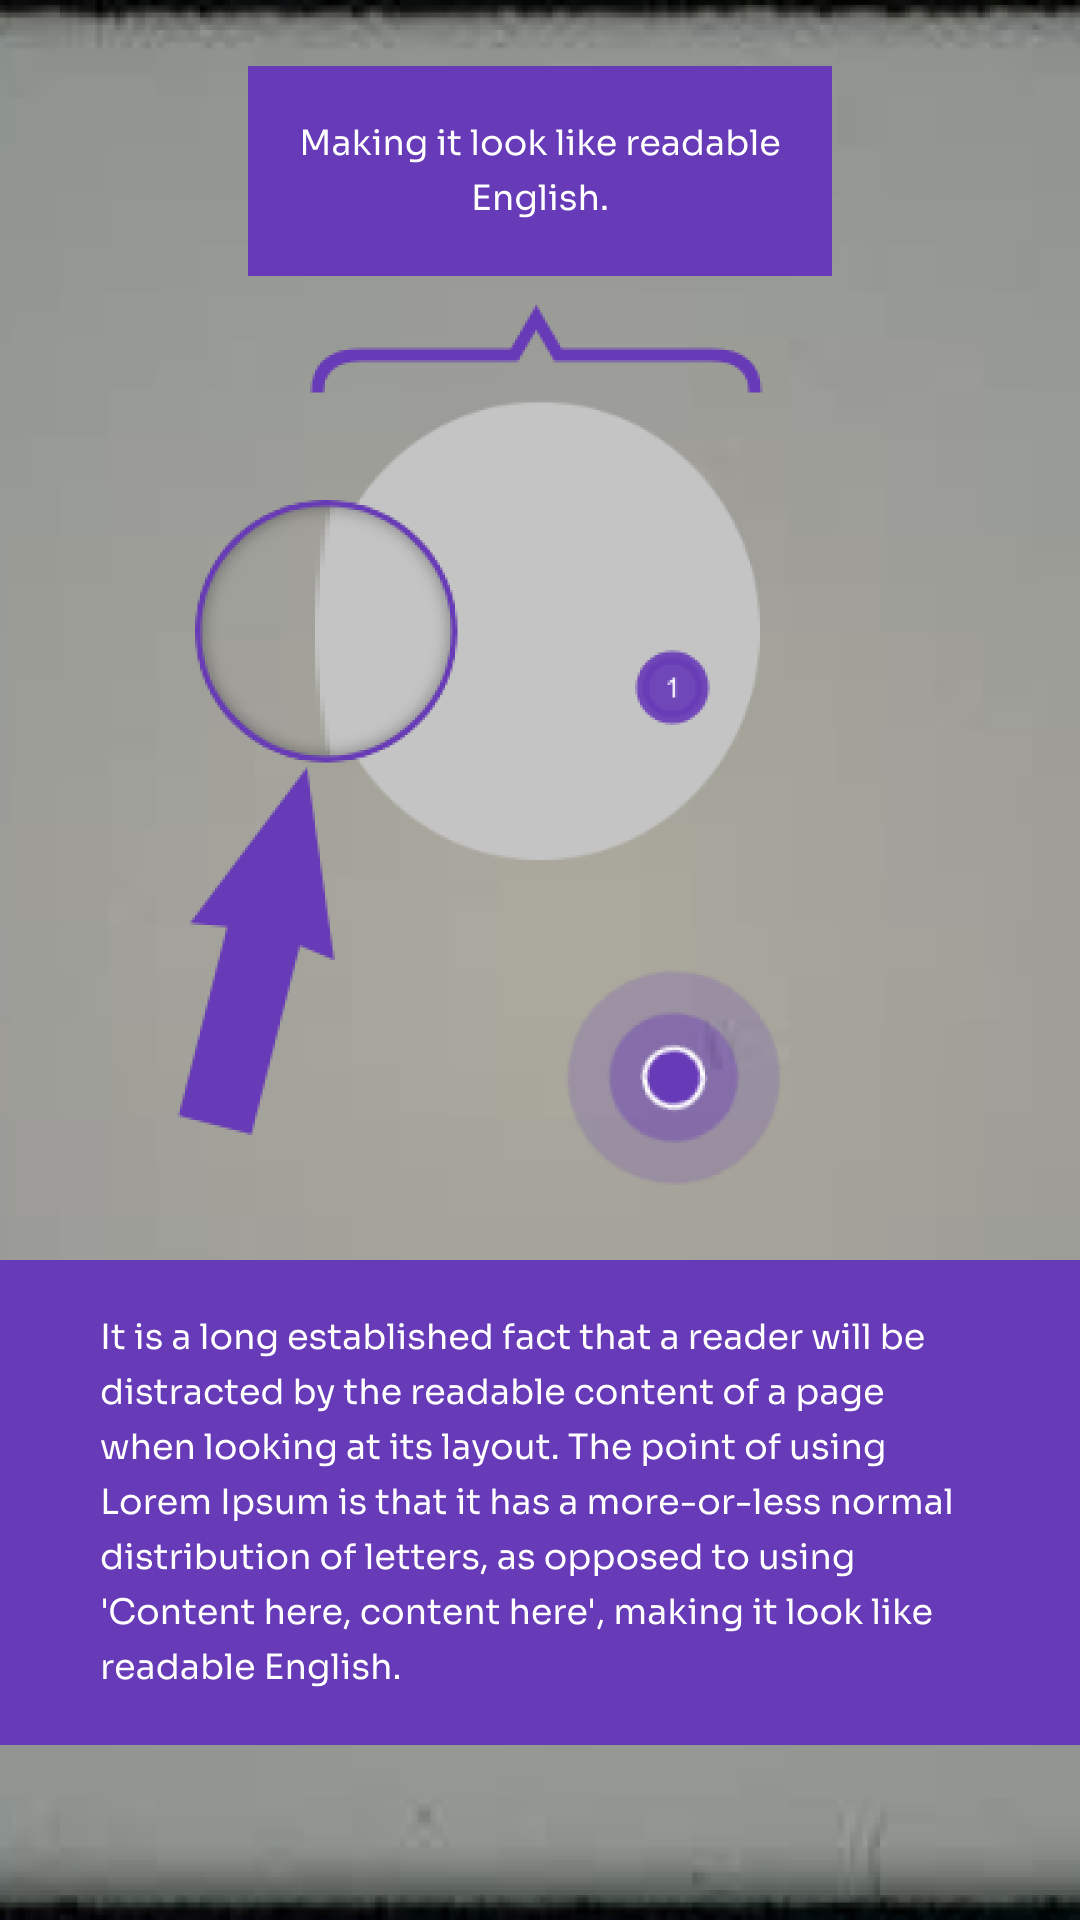 Making it look like readable
English.
1
It is a long established fact that a reader will be
distracted by the readable content of a page
when looking at its layout. The point of using
Lorem Ipsum is that it has a more-or-less normal
distribution of letters, as opposed to using
'Content here, content here', making it look like
readable English.